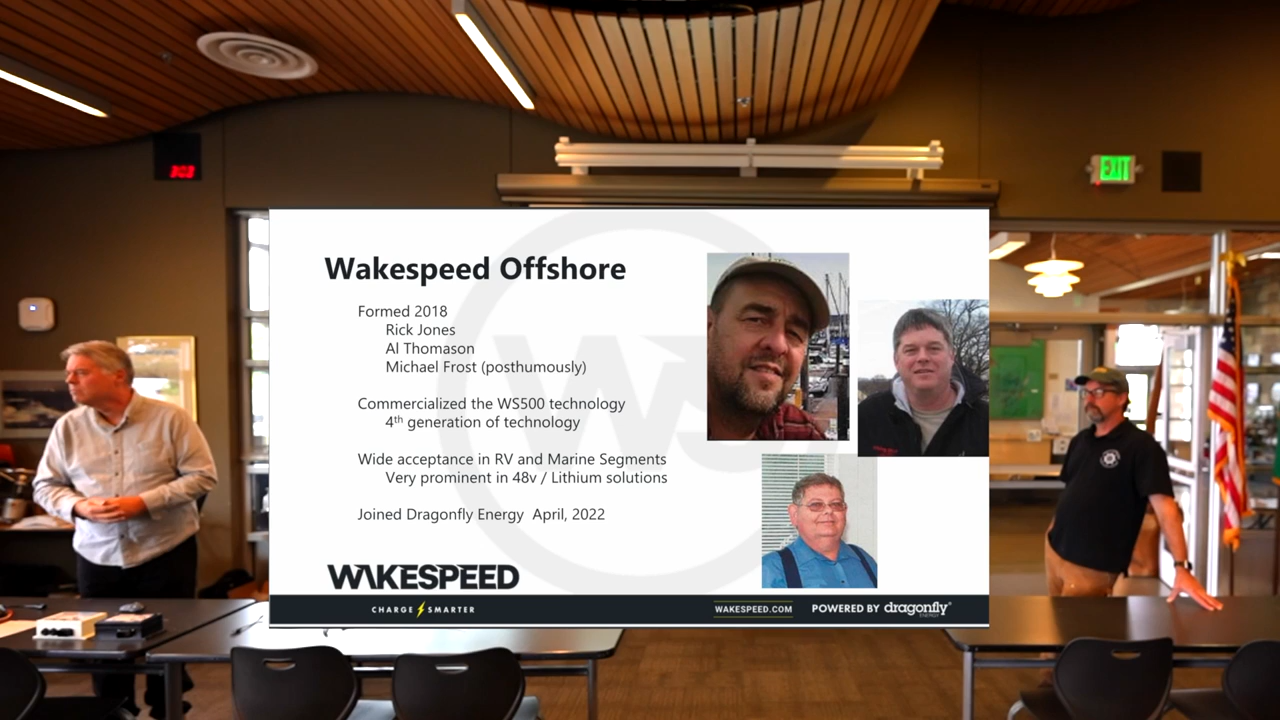 303
EXIT
Wakespeed Offshore
Formed 2018
Rick Jones
Al Thomason
Michael Frost (posthumously)
Commercialized the WS500 technology
4th generation of technology
Wide acceptance in RV and Marine Segments
Very prominent in 48v / Lithium solutions
Joined Dragonfly Energy April, 2022
WAKESPEED
CHARGE SMARTER
WAKESPEED.COM
POWERED BY dragonfly
ENERGY